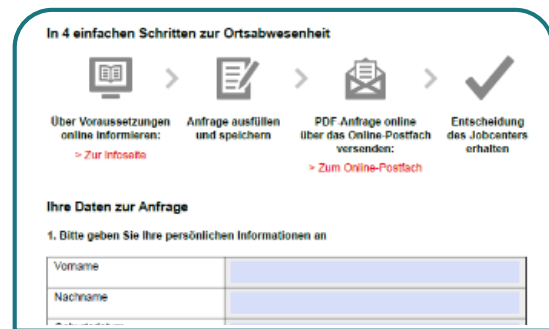 In 4 einfachen Schritten zur Ortsabwesenheit
Über Voraussetzungen
online informieren:
> Zur Infoseite
Anfrage ausfüllen
und speichern
PDF-Anfrage online
über das Online-Postfach
versenden:
> Zum Online-Postfach
Entscheidung
des Jobcenters
erhalten
Ihre Daten zur Anfrage
1. Bitte geben Sie Ihre persönlichen Informationen an
Vorname
Nachname